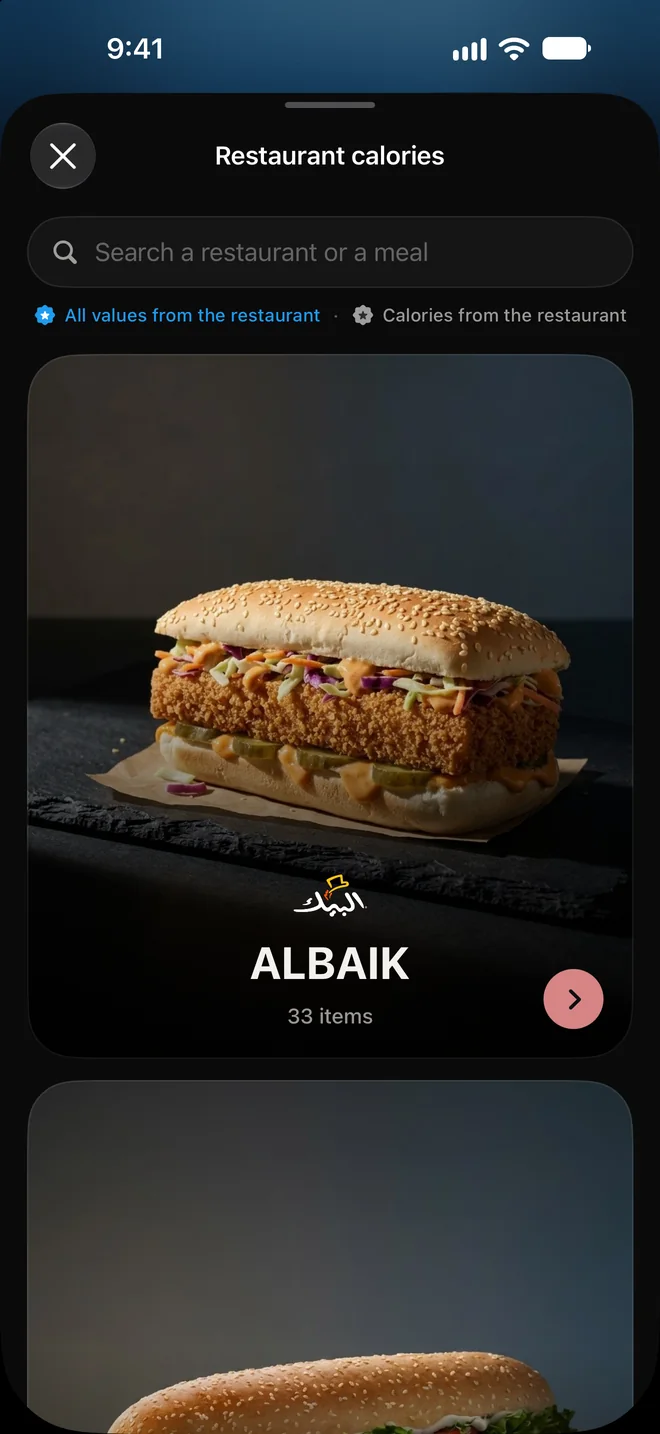 9:41
Restaurant calories
Search a restaurant or a meal
All values from the restaurant · Calories from the restaurant
البيك
ALBAIK
33 items